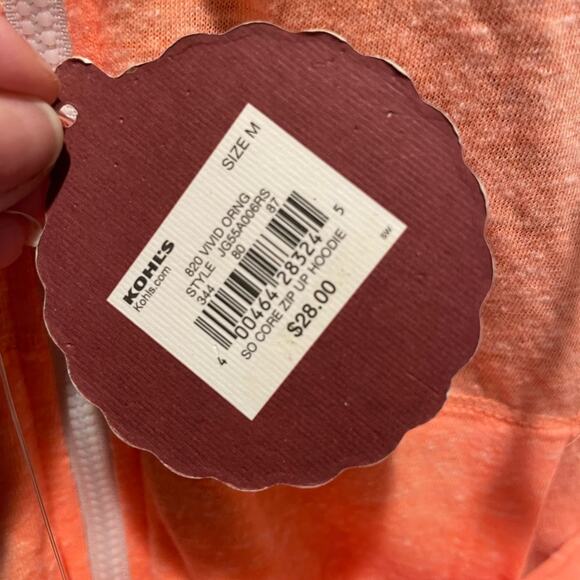 KOHL'S
Kohls.com
SIZE M
820 VIVID ORNG
STYLE JG55A006RS
344 80 87
4 00464 28324 5
SO CORE ZIP UP HOODIE
$28.00
SW